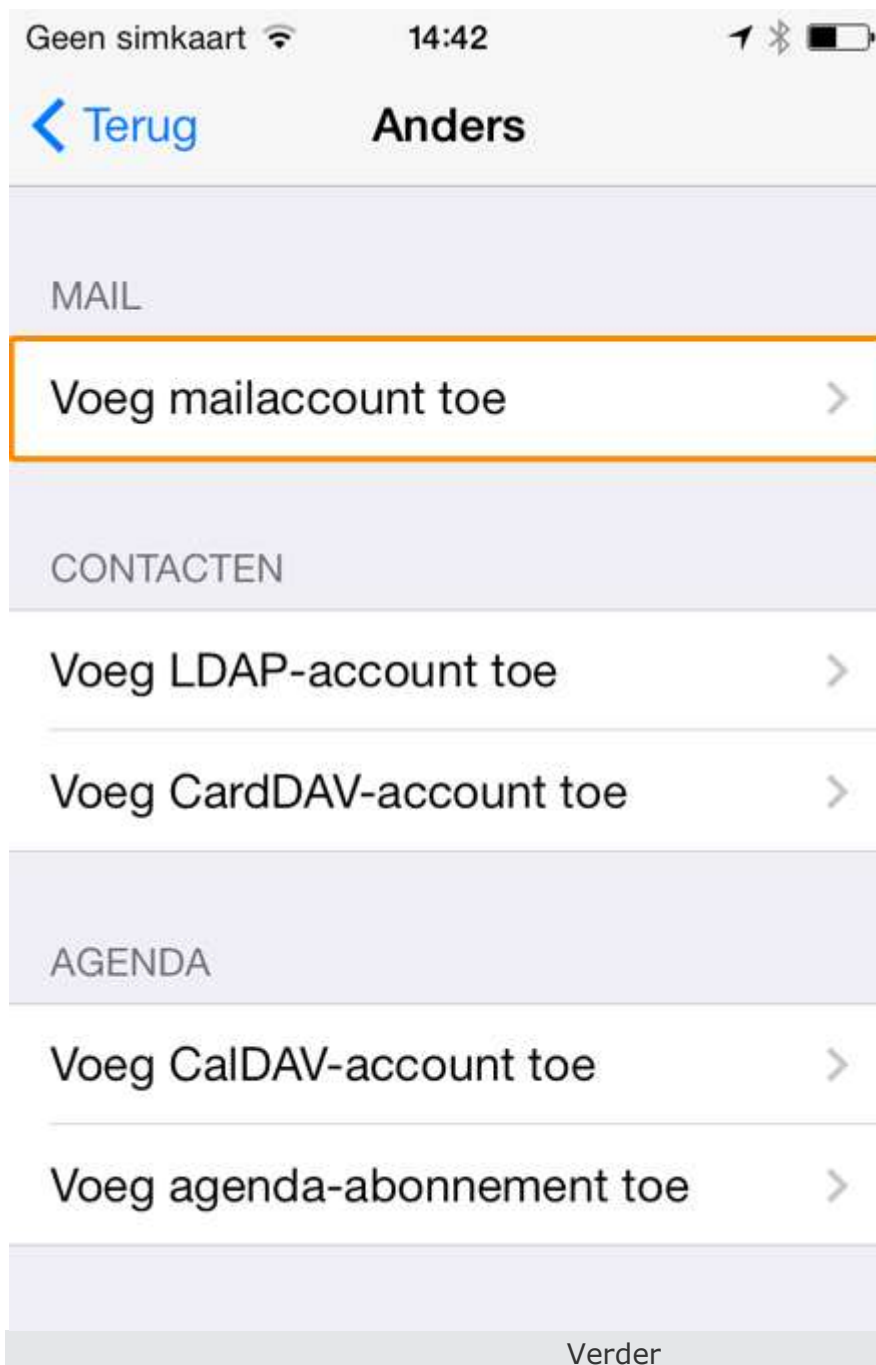 Geen simkaart 14:42
Terug Anders
MAIL
Voeg mailaccount toe
CONTACTEN
Voeg LDAP-account toe
Voeg CardDAV-account toe
AGENDA
Voeg CalDAV-account toe
Voeg agenda-abonnement toe
Verder